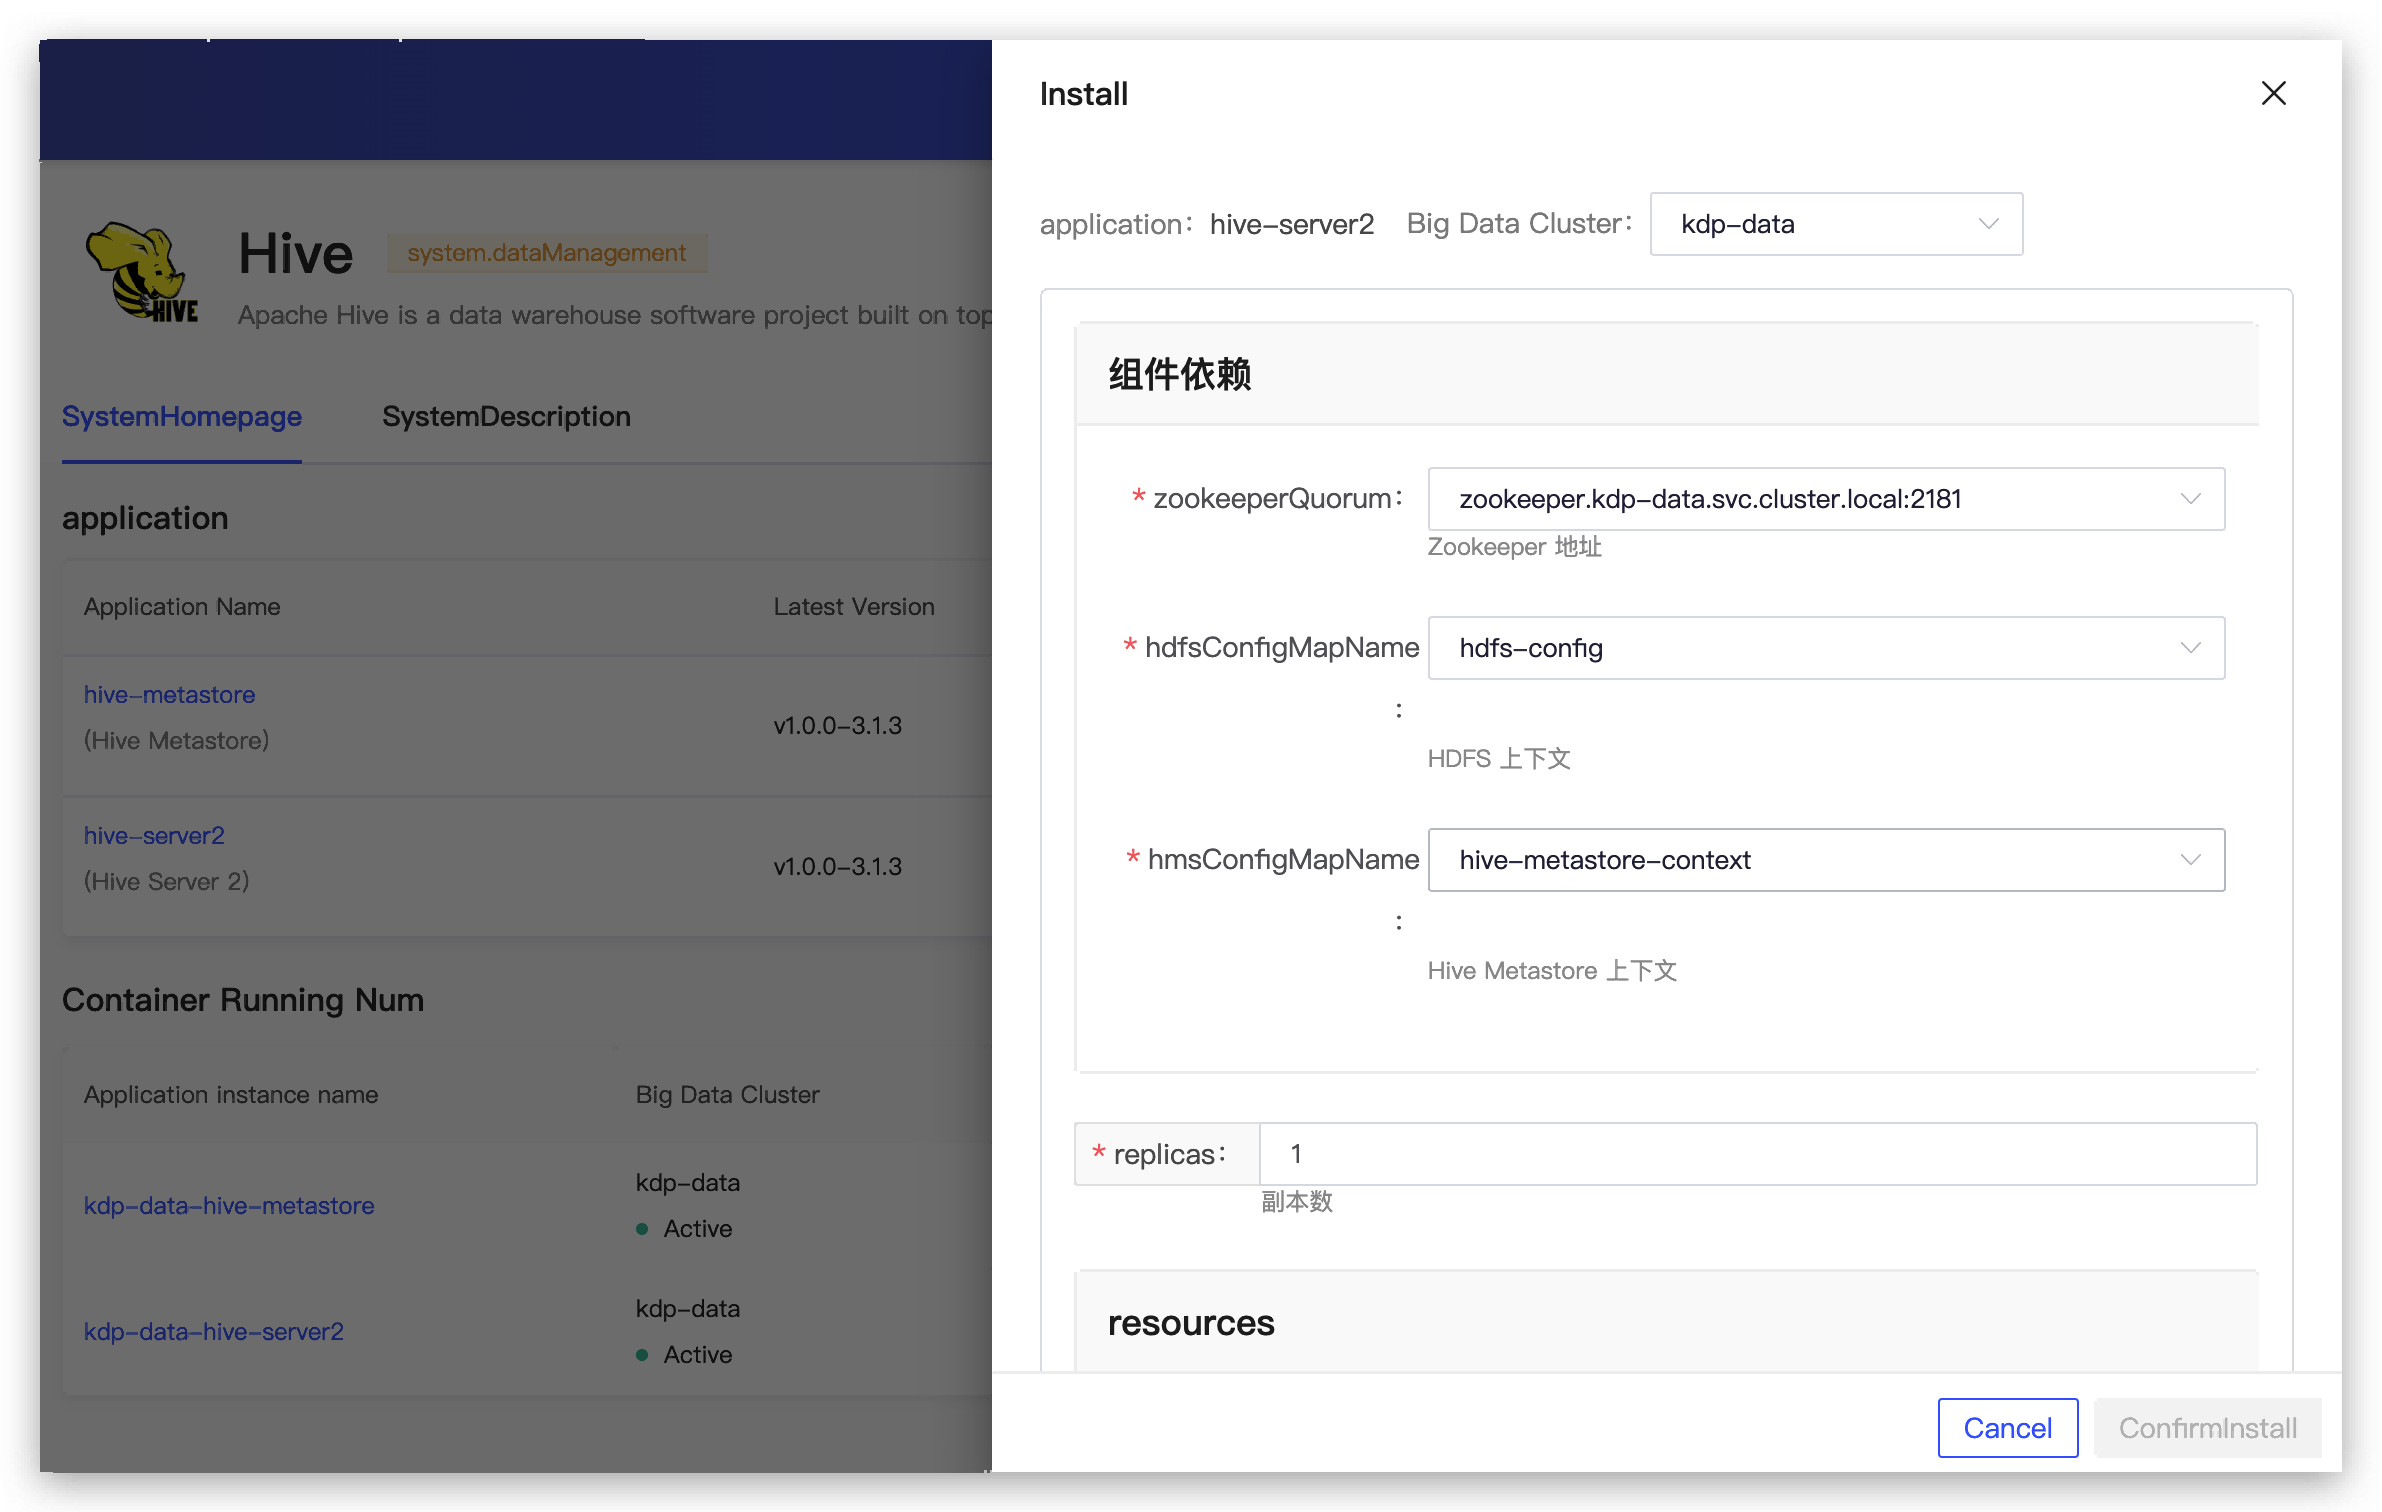 Install
application： hive-server2 Big Data Cluster： kdp-data
HIVE
Hive system.dataManagement
Apache Hive is a data warehouse software project built on top
SystemHomepage SystemDescription
application
Application Name Latest Version
hive-metastore
(Hive Metastore)
v1.0.0-3.1.3
hive-server2
(Hive Server 2)
v1.0.0-3.1.3
Container Running Num
Application instance name Big Data Cluster
kdp-data-hive-metastore
kdp-data
Active
kdp-data-hive-server2
kdp-data
Active
组件依赖
* zookeeperQuorum： zookeeper.kdp-data.svc.cluster.local:2181
Zookeeper 地址
* hdfsConfigMapName hdfs-config
：
HDFS 上下文
* hmsConfigMapName hive-metastore-context
：
Hive Metastore 上下文
* replicas： 1
副本数
resources
Cancel ConfirmInstall